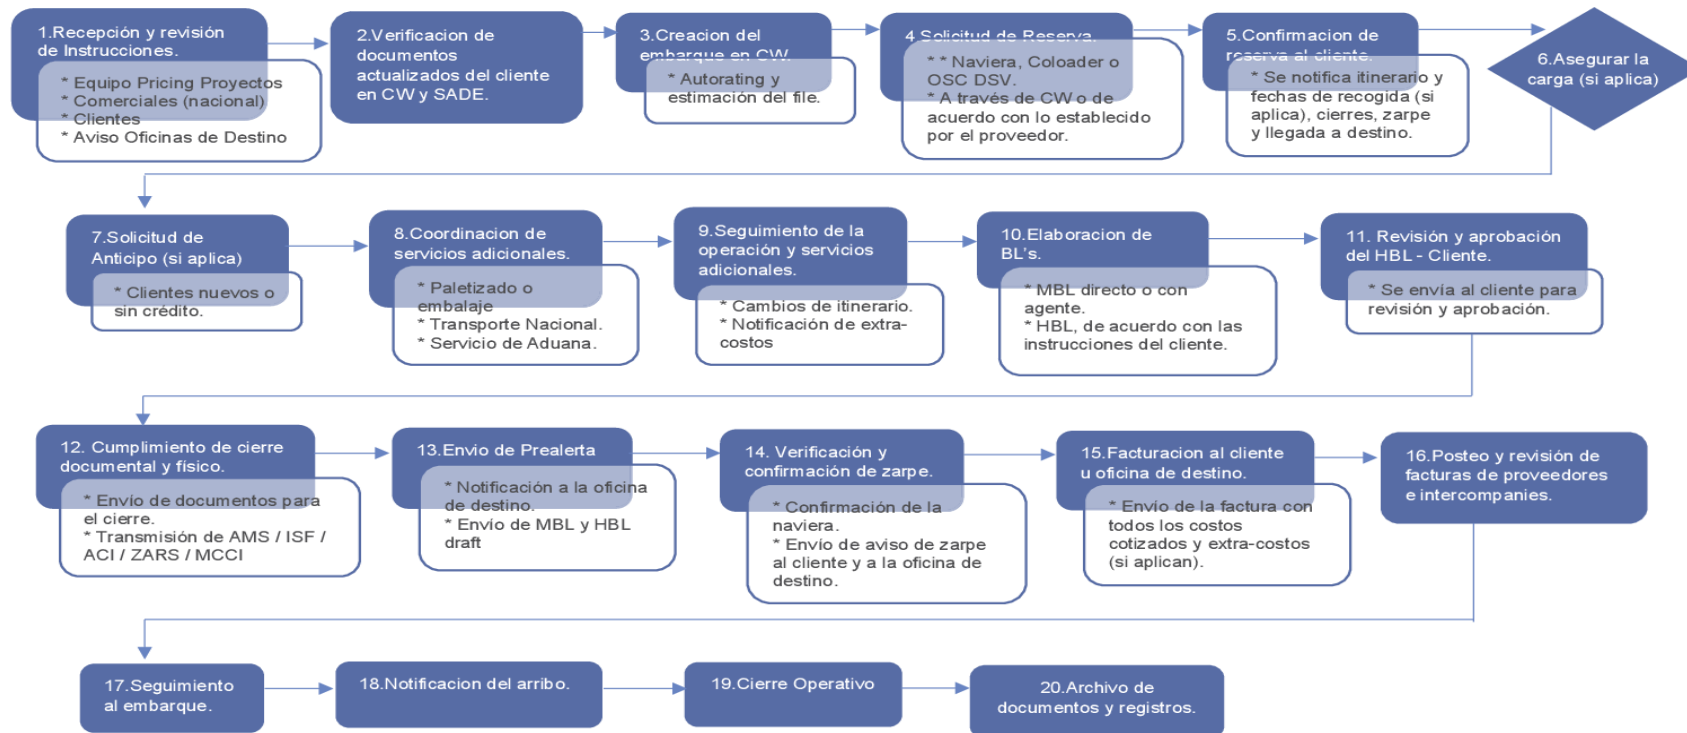 1.Recepción y revisión
de Instrucciones.
* Equipo Pricing Proyectos
* Comerciales (nacional)
* Clientes
* Aviso Oficinas de Destino
2.Verificacion de
documentos
actualizados del cliente
en CW y SADE.
3.Creacion del
embarque en CW.
* Autorating y
estimación del file.
4.Solicitud de Reserva.
* * Naviera, Coloader o
OSC DSV.
* A través de CW o de
acuerdo con lo establecido
por el proveedor.
5.Confirmacion de
reserva al cliente.
* Se notifica itinerario y
fechas de recogida (si
aplica), cierres, zarpe
y llegada a destino.
6.Asegurar la
carga (si aplica)
7.Solicitud de
Anticipo (si aplica)
* Clientes nuevos o
sin crédito.
8.Coordinacion de
servicios adicionales.
* Paletizado o
embalaje
* Transporte Nacional.
* Servicio de Aduana.
9.Seguimiento de la
operación y servicios
adicionales.
* Cambios de itinerario.
* Notificación de extra-
costos
10.Elaboracion de
BL's.
* MBL directo o con
agente.
* HBL, de acuerdo con las
instrucciones del cliente.
11. Revisión y aprobación
del HBL - Cliente.
* Se envía al cliente para
revisión y aprobación.
12. Cumplimiento de cierre
documental y físico.
* Envío de documentos para
el cierre.
* Transmisión de AMS / ISF /
ACI / ZARS / MCCI
13.Envio de Prealerta
* Notificación a la oficina
de destino.
* Envío de MBL y HBL
draft
14. Verificación y
confirmación de zarpe.
* Confirmación de la
naviera.
* Envío de aviso de zarpe
al cliente y a la oficina de
destino.
15.Facturacion al cliente
u oficina de destino.
* Envío de la factura con
todos los costos
cotizados y extra-costos
(si aplican).
16.Posteo y revisión de
facturas de proveedores
e intercompanies.
17.Seguimiento
al embarque.
18.Notificacion del arribo.
19.Cierre Operativo
20.Archivo de
documentos y registros.